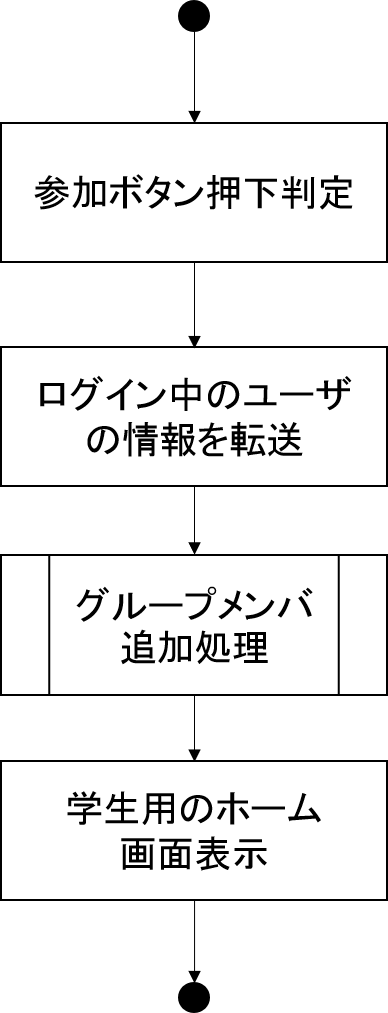 参加ボタン押下判定
ログイン中のユーザ
の情報を転送
グループメンバ
追加処理
学生用のホーム
画面表示